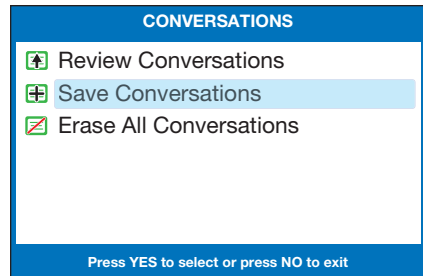 CONVERSATIONS
Review Conversations
Save Conversations
Erase All Conversations
Press YES to select or press NO to exit